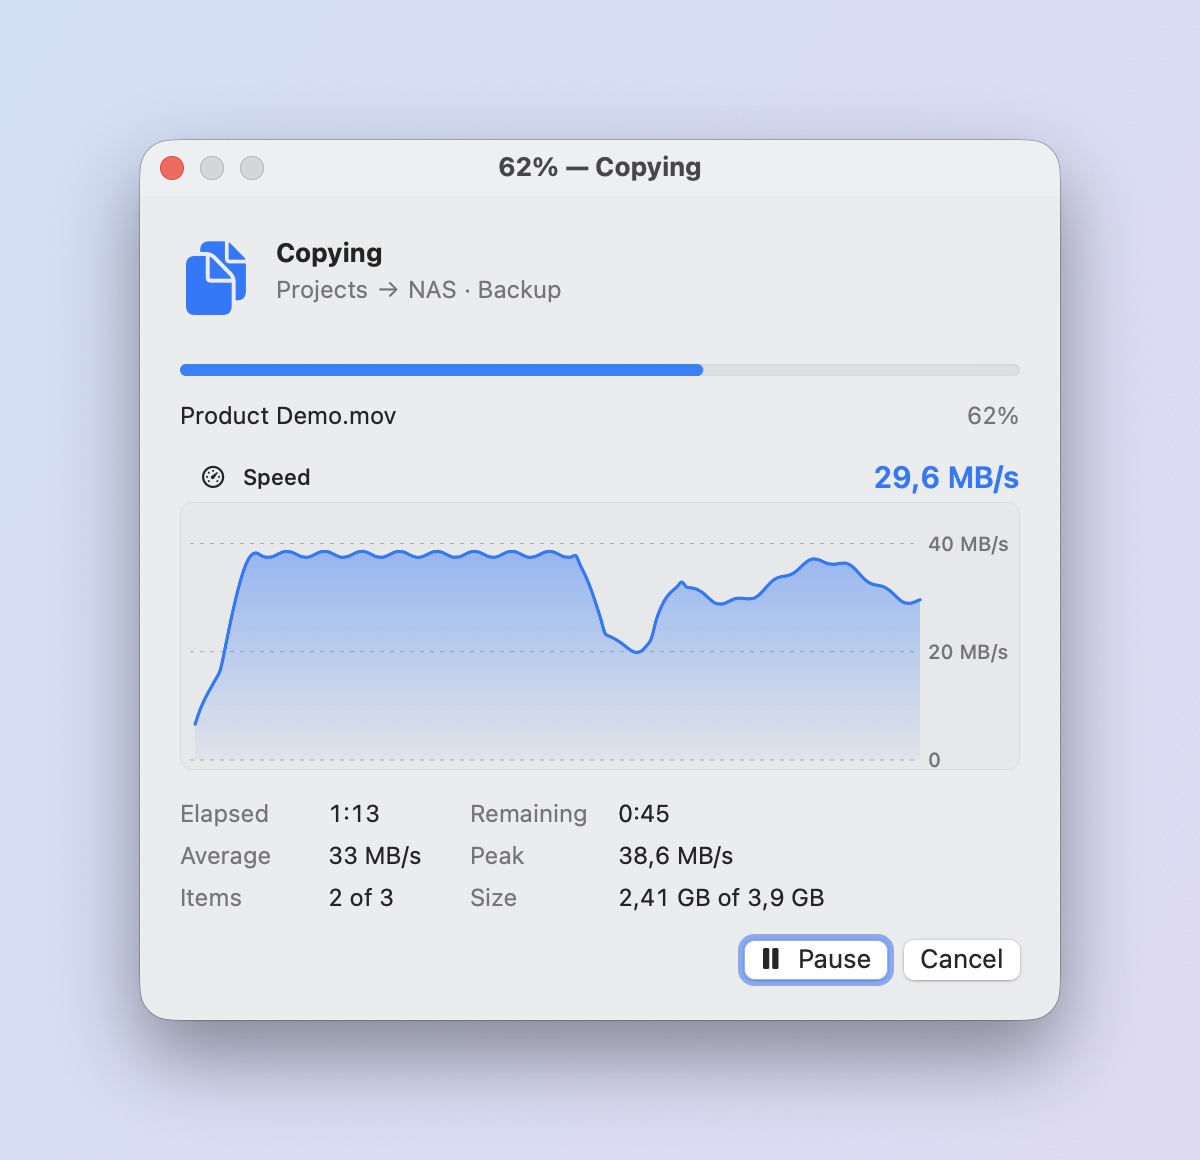 62% — Copying
Copying
Projects → NAS · Backup
Product Demo.mov 62%
Speed 29,6 MB/s
40 MB/s
20 MB/s
0
Elapsed 1:13 Remaining 0:45
Average 33 MB/s Peak 38,6 MB/s
Items 2 of 3 Size 2,41 GB of 3,9 GB
Pause Cancel